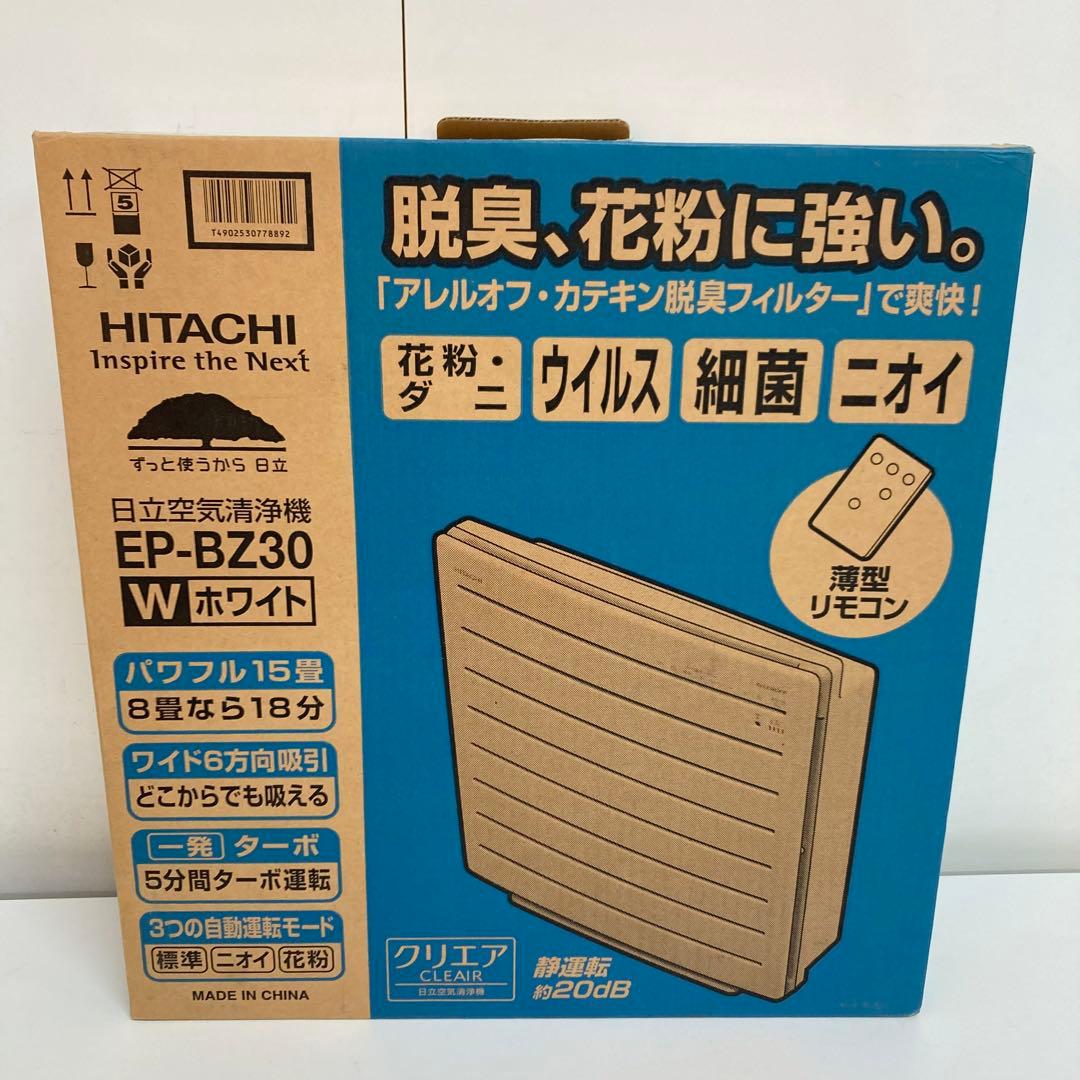 5
T4902530778892
HITACHI
Inspire the Next
ずっと使うから 日立
日立空気清浄機
EP-BZ30
W ホワイト
パワフル15畳
8畳なら18分
ワイド6方向吸引
どこからでも吸える
一発 ターボ
5分間ターボ運転
3つの自動運転モード
標準 ニオイ 花粉
MADE IN CHINA
脱臭、花粉に強い。
「アレルオフ・カテキン脱臭フィルター」で爽快!
花粉・
ダニ
ウイルス
細菌
ニオイ
薄型
リモコン
HITACHI
クリエア
CLEAIR
日立空気清浄機
静運転
約20dB